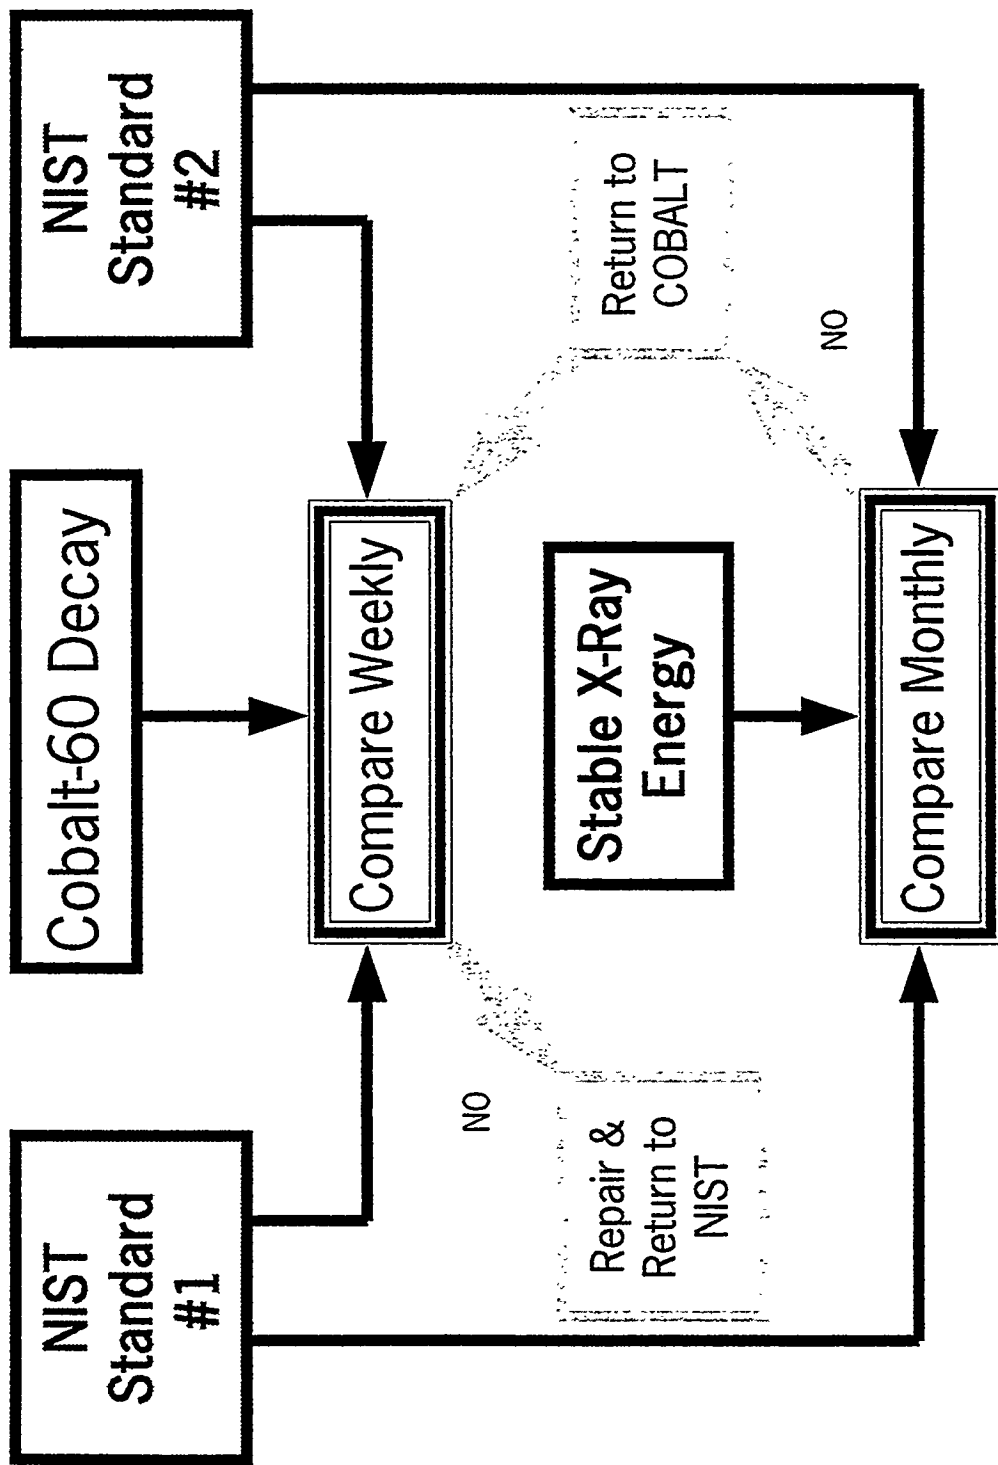 NIST
Standard
#1
Cobalt-60 Decay
NIST
Standard
#2
Compare Weekly
NO
Repair &
Return to
NIST
Stable X-Ray
Energy
Return to
COBALT
NO
Compare Monthly